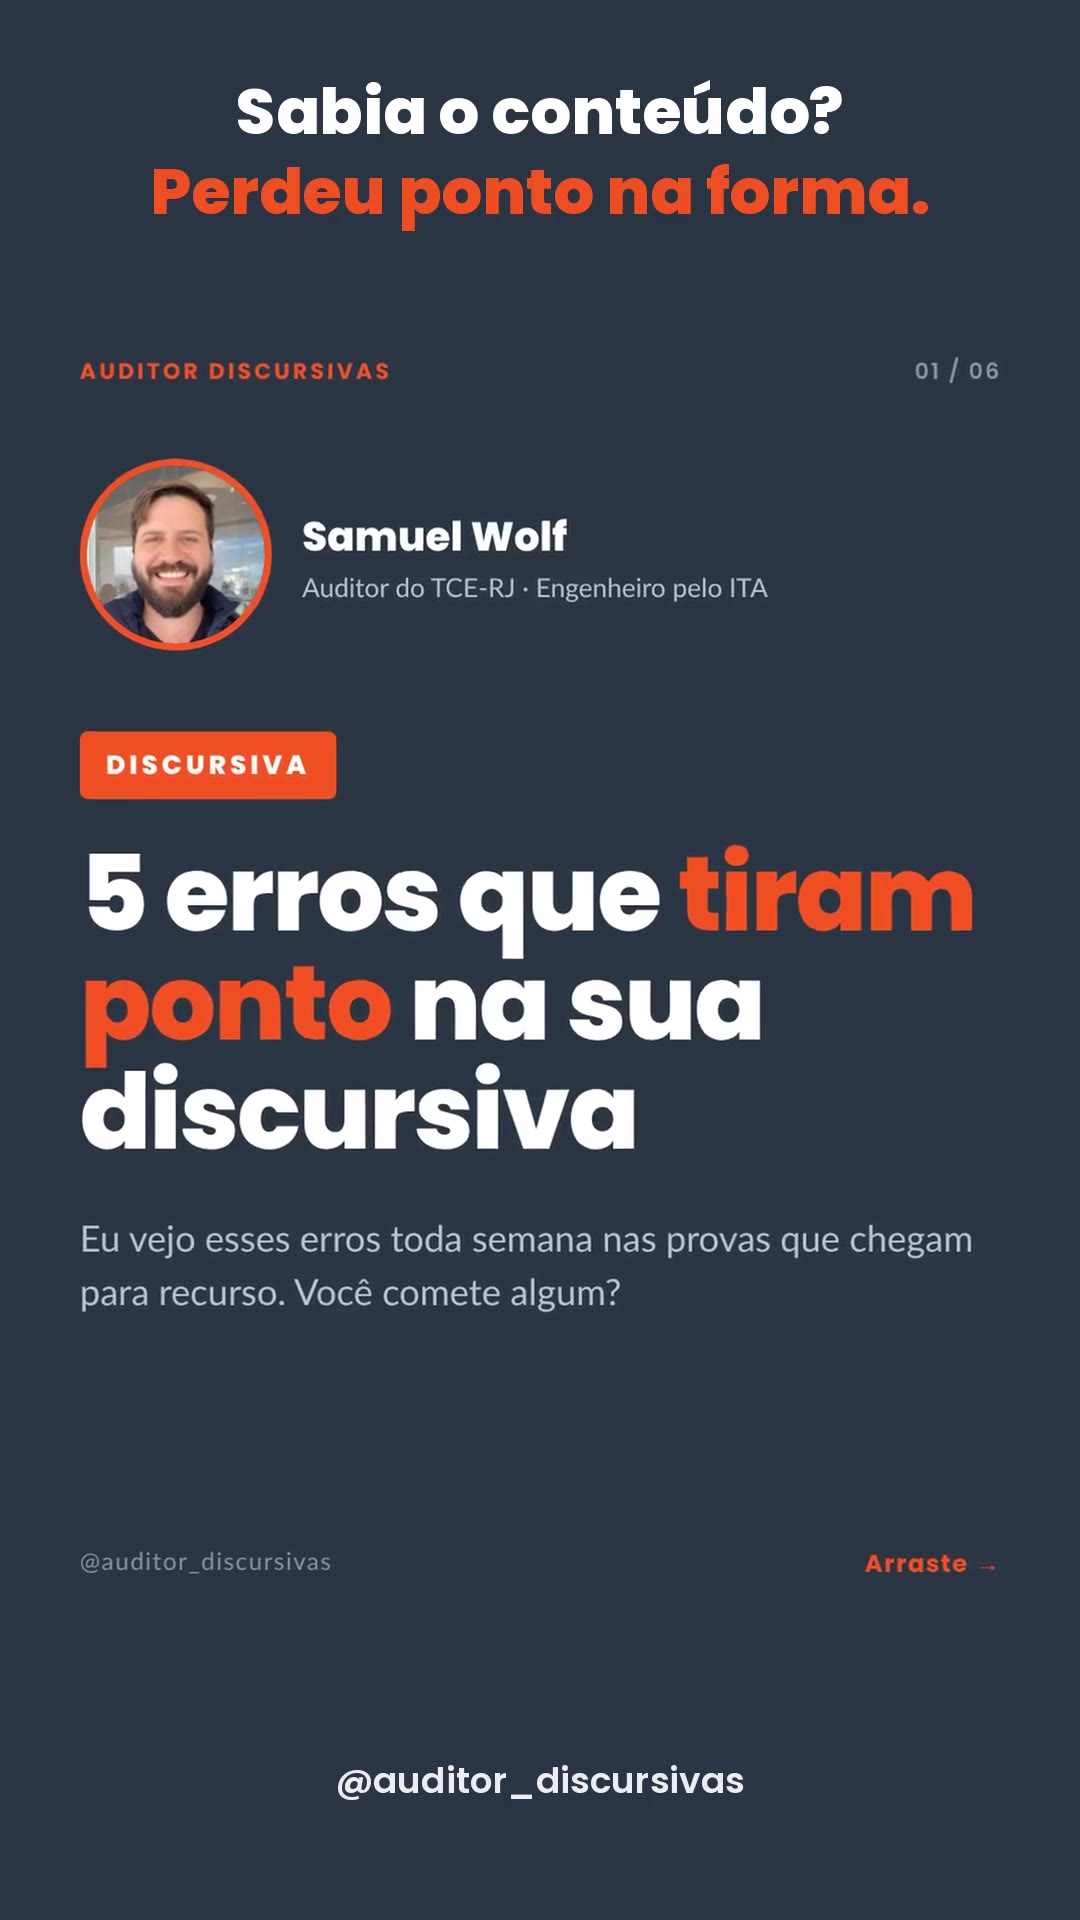 Sabia o conteúdo?
Perdeu ponto na forma.
AUDITOR DISCURSIVAS
01 / 06
Samuel Wolf
Auditor do TCE-RJ · Engenheiro pelo ITA
DISCURSIVA
5 erros que tiram
ponto na sua
discursiva
Eu vejo esses erros toda semana nas provas que chegam
para recurso. Você comete algum?
@auditor_discursivas
Arraste →
@auditor_discursivas